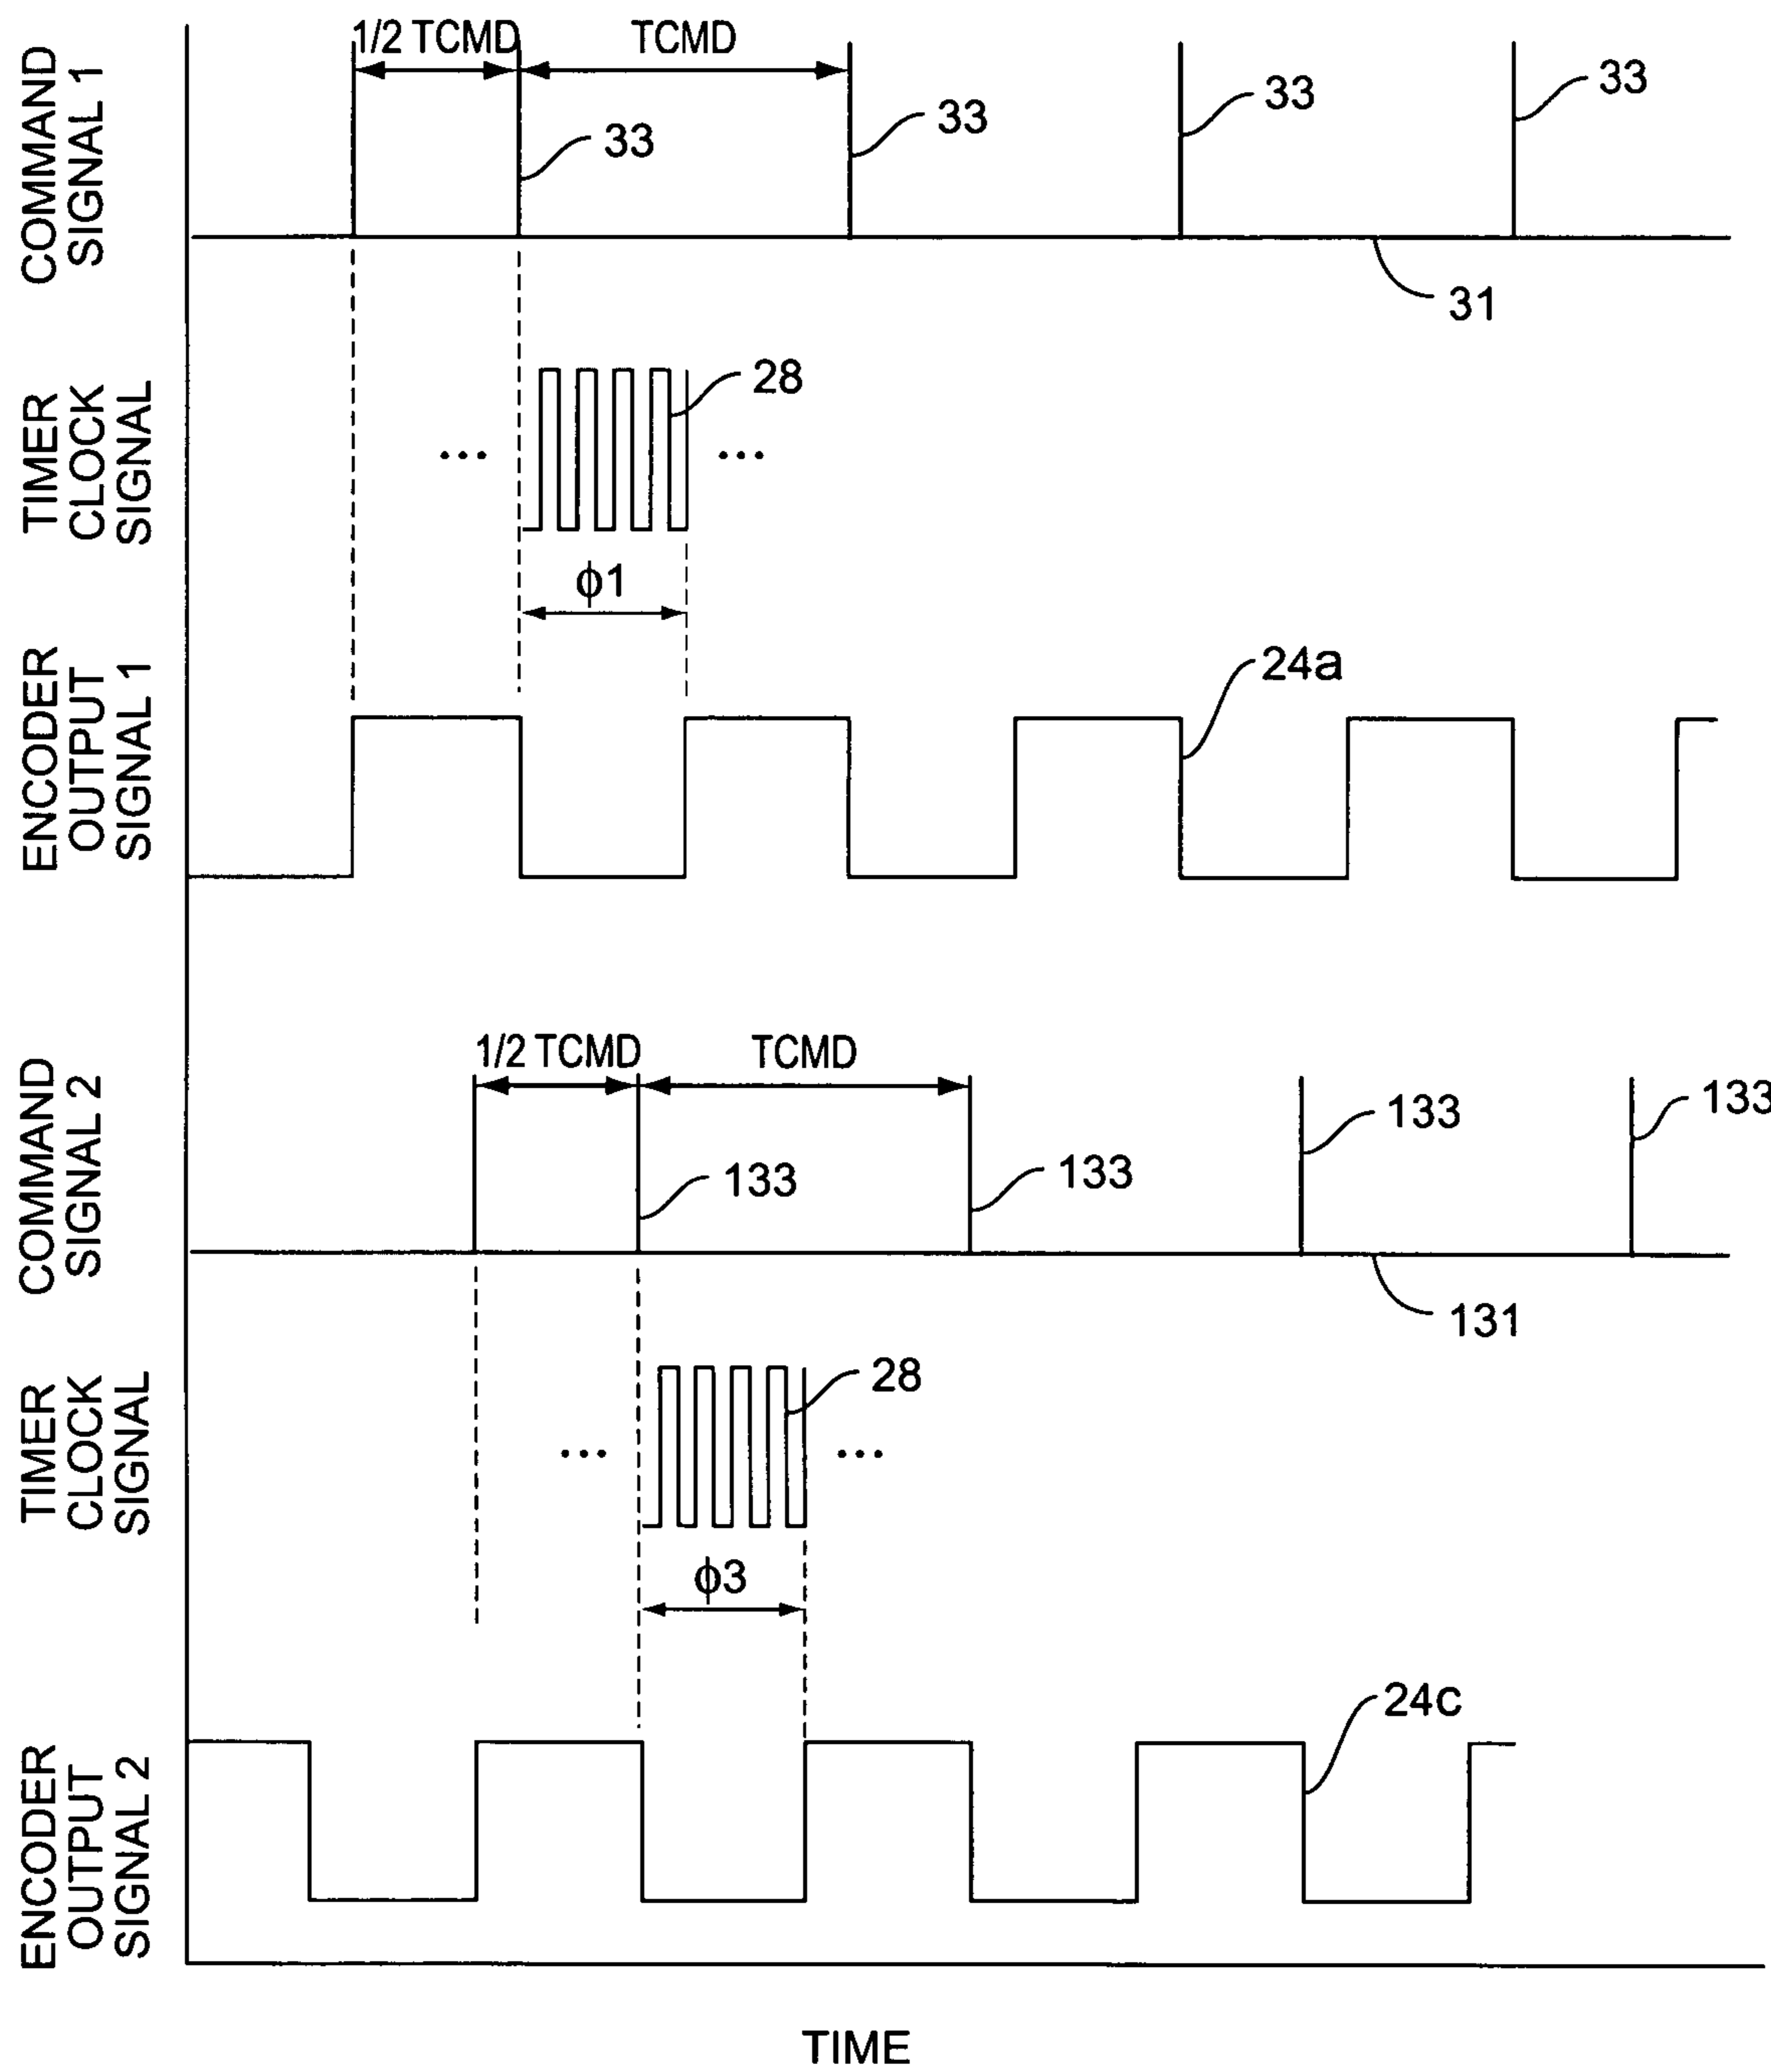 COMMAND
SIGNAL 1
1/2 TCMD
TCMD
33
33
33
33
31
TIMER
CLOCK
SIGNAL
...
28
...
ϕ1
ENCODER
OUTPUT
SIGNAL 1
24a
COMMAND
SIGNAL 2
1/2 TCMD
TCMD
133
133
133
133
131
TIMER
CLOCK
SIGNAL
...
28
...
ϕ3
ENCODER
OUTPUT
SIGNAL 2
24c
TIME